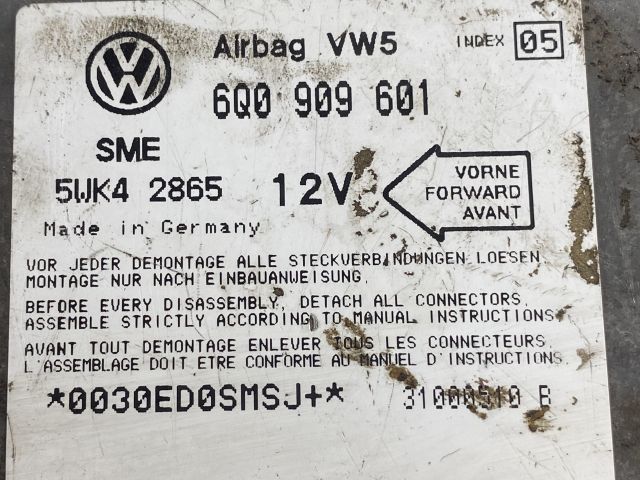 VW
Airbag VW5
INDEX 05
6Q0 909 601
SME
5WK4 2865
12V
VORNE
FORWARD
AVANT
Made in Germany
VOR JEDER DEMONTAGE ALLE STECKVERBINDUNGEN LOESEN
MONTAGE NUR NACH EINBAUANWEISUNG.
BEFORE EVERY DISASSEMBLY, DETACH ALL CONNECTORS.
ASSEMBLE STRICTLY ACCORDING TO MANUAL INSTRUCTIONS.
AVANT TOUT DEMONTAGE ENLEVER TOUS LES CONNECTEURS.
L'ASSEMBLAGE DOIT ETRE CONFORME AU MANUEL D'INSTRUCTIONS.
*0030ED0SMSJ+*
31000510 B